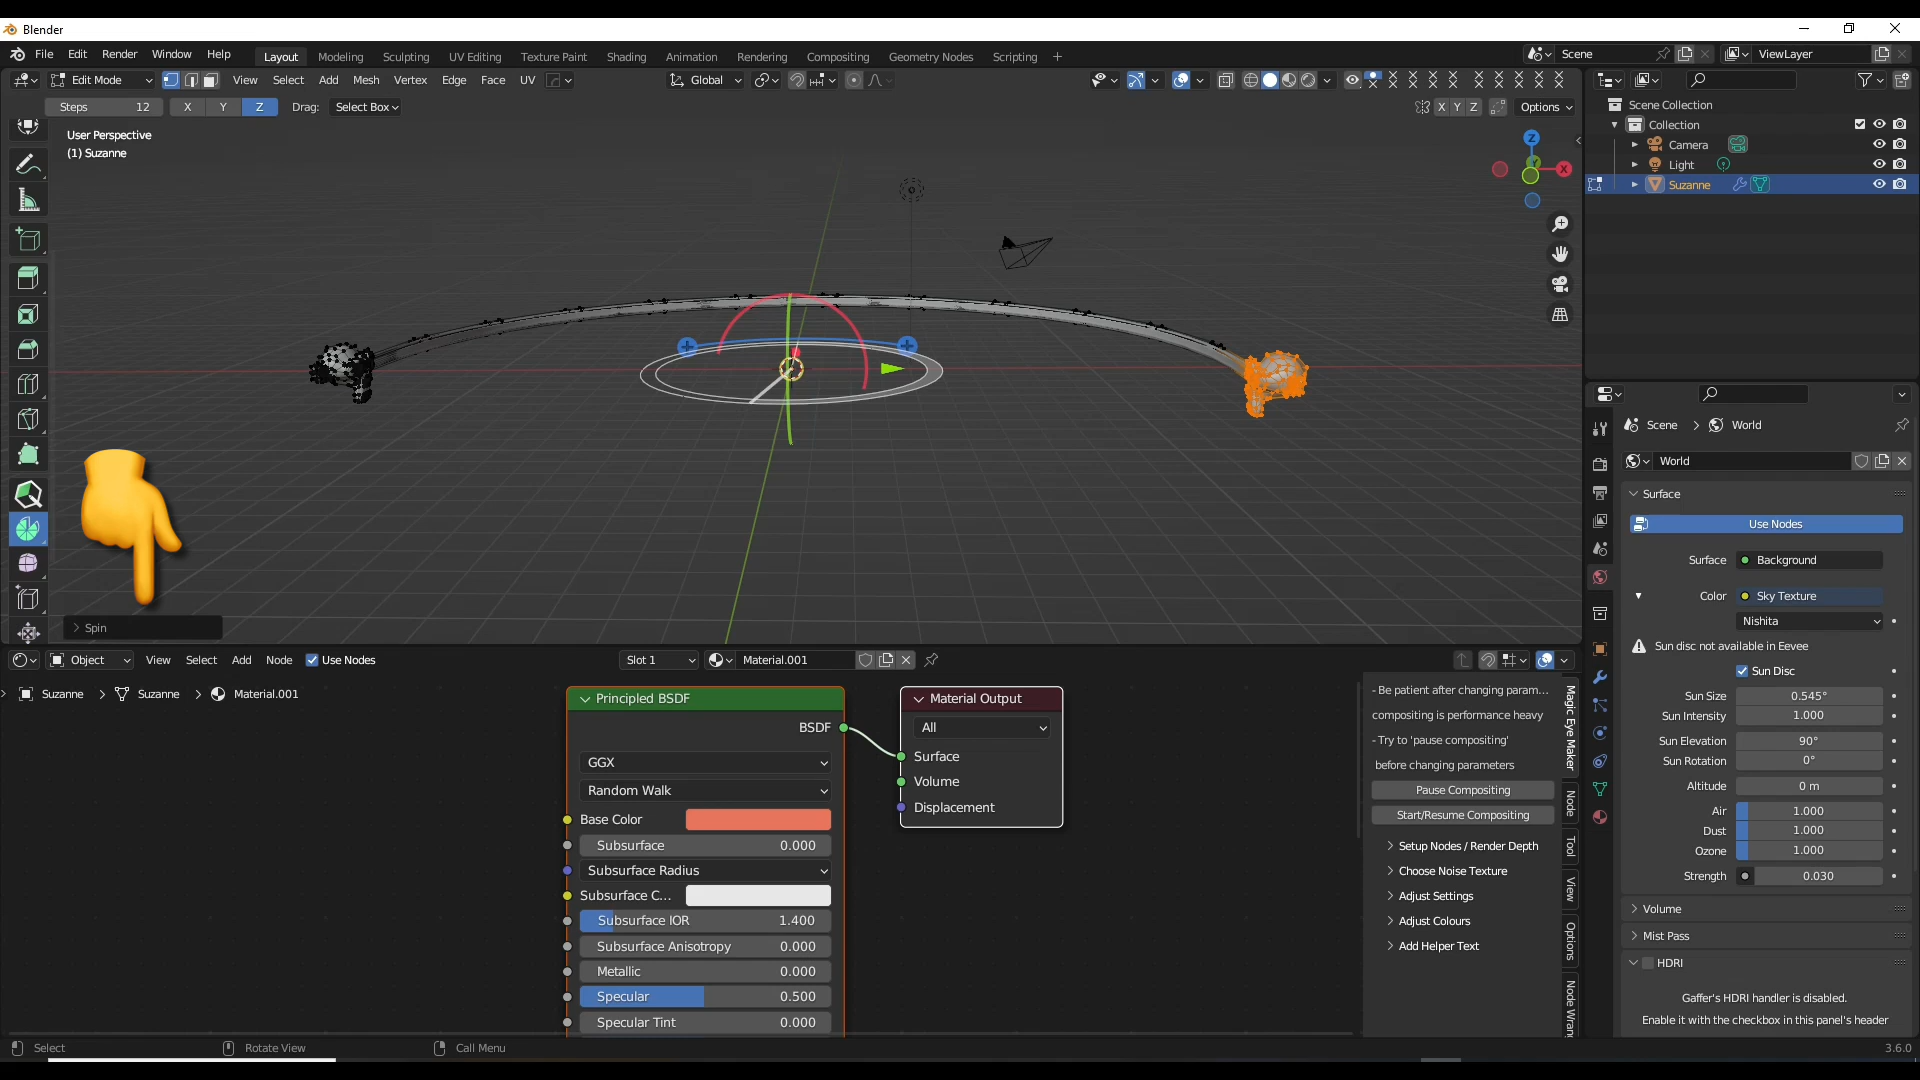 Blender
File Edit Render Window Help Layout Modeling Sculpting UV Editing Texture Paint Shading Animation Rendering Compositing Geometry Nodes Scripting + Scene ViewLayer
Edit Mode View Select Add Mesh Vertex Edge Face UV Global
Steps 12 X Y Z Drag: Select Box X Y Z Options
User Perspective
(1) Suzanne
Z
Y
X
Spin
Scene Collection
Collection
Camera
Light
Suzanne
Scene > World
World
Surface
Use Nodes
Surface Background
Color Sky Texture
Nishita
Sun disc not available in Eevee
Sun Disc
Sun Size 0.545°
Sun Intensity 1.000
Sun Elevation 90°
Sun Rotation 0°
Altitude 0 m
Air 1.000
Dust 1.000
Ozone 1.000
Strength 0.030
Volume
Mist Pass
HDRI
Gaffer's HDRI handler is disabled.
Enable it with the checkbox in this panel's header
Object View Select Add Node Use Nodes Slot 1 Material.001
Suzanne > Suzanne > Material.001
Principled BSDF
BSDF
GGX
Random Walk
Base Color
Subsurface 0.000
Subsurface Radius
Subsurface C...
Subsurface IOR 1.400
Subsurface Anisotropy 0.000
Metallic 0.000
Specular 0.500
Specular Tint 0.000
Material Output
All
Surface
Volume
Displacement
- Be patient after changing param...
compositing is performance heavy
- Try to 'pause compositing'
before changing parameters
Pause Compositing
Start/Resume Compositing
Setup Nodes / Render Depth
Choose Noise Texture
Adjust Settings
Adjust Colours
Add Helper Text
Magic Eye Maker
Node
Tool
View
Options
Node Wrang
Select Rotate View Call Menu 3.6.0